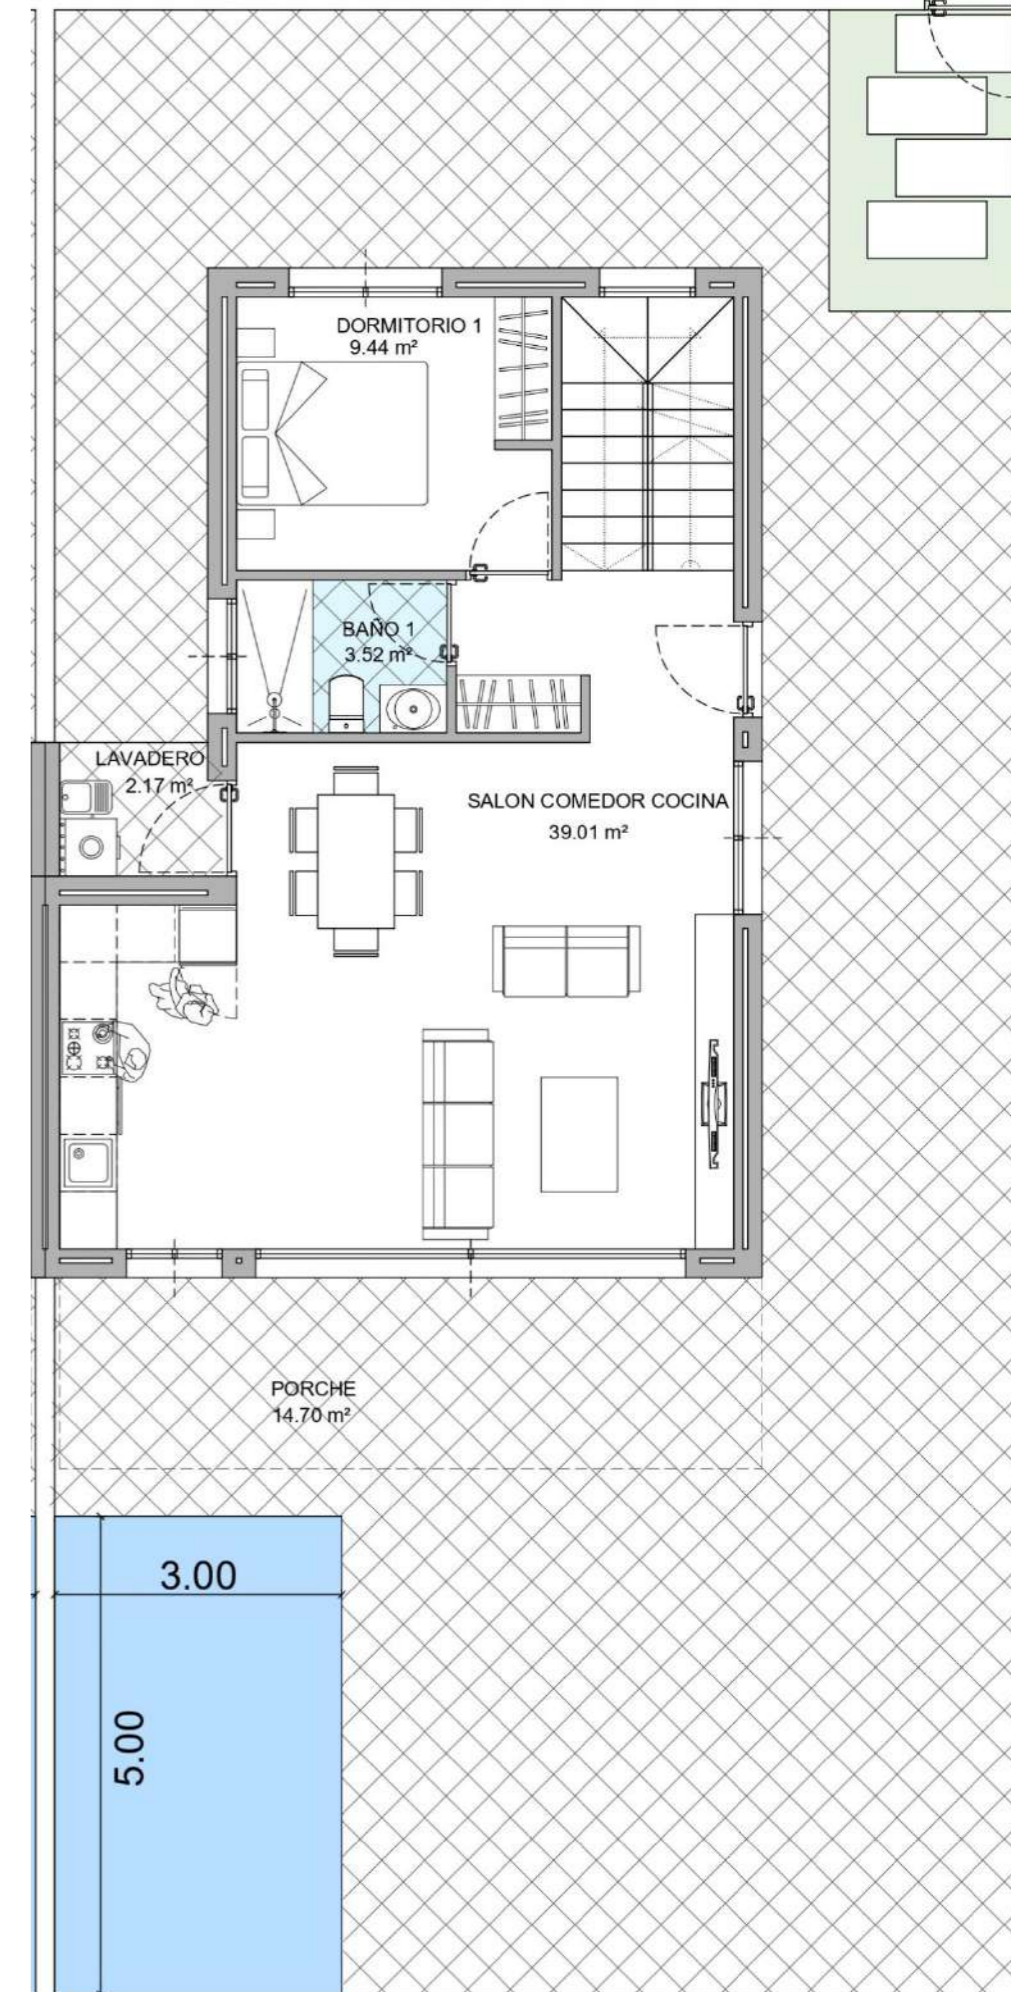 DORMITORIO 1
9.44 m²
BAÑO 1
3.52 m²
LAVADERO
2.17 m²
SALON COMEDOR COCINA
39.01 m²
PORCHE
14.70 m²
3.00
5.00